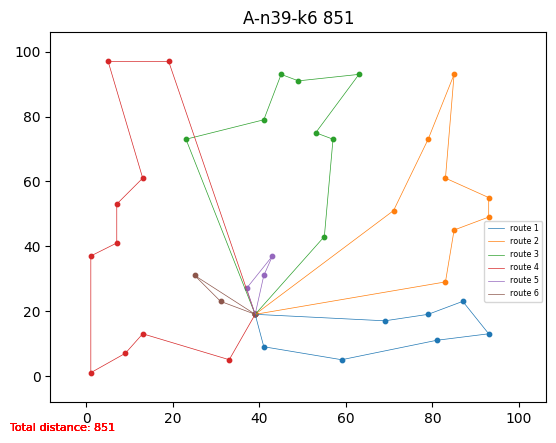 A-n39-k6 851
100
80
60
40
20
0
0 20 40 60 80 100
route 1
route 2
route 3
route 4
route 5
route 6
Total distance: 851